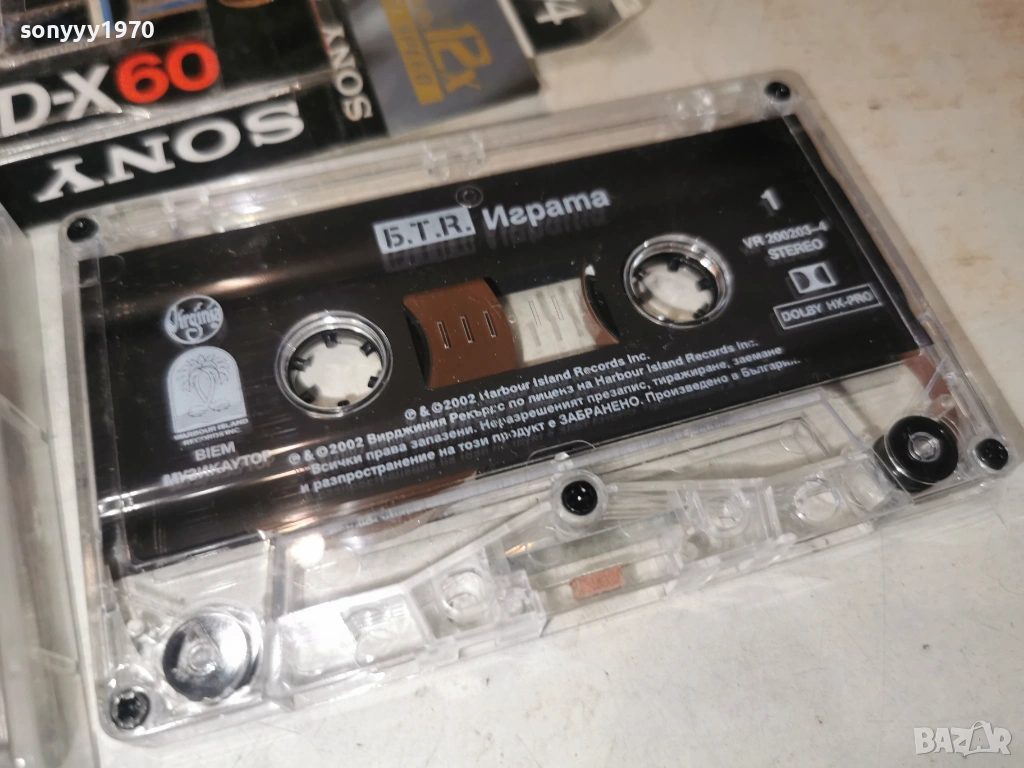 sonyyy1970
D-X60
SONY
SONY
Б.T.R. Играта
1
VR 200203-4
STEREO
DOLBY HX-PRO
Virginia
HARBOUR ISLAND
RECORDS INC.
BIEM
МУЗИКАУТОР
℗ & ©2002 Harbour Island Records Inc.
℗ & ©2002 Вирджиния Рекърдс по лиценз на Harbour Island Records Inc.
Всички права запазени. Неразрешеният презапис, тиражиране, заемане
и разпространение на този продукт е ЗАБРАНЕНО. Произведено в България.
BAZAR